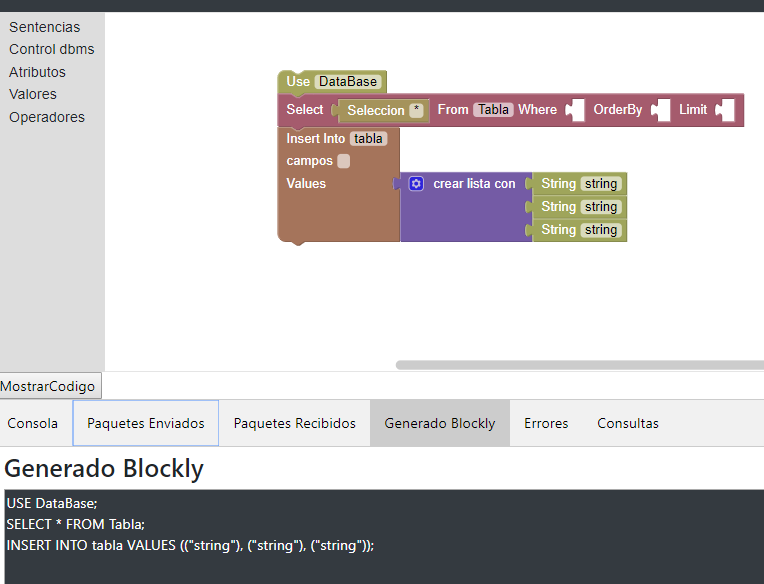 Sentencias
Control dbms
Atributos
Valores
Operadores
Use DataBase
Select Seleccion * From Tabla Where OrderBy Limit
Insert Into tabla
campos
Values crear lista con String string
String string
String string
MostrarCodigo
Consola Paquetes Enviados Paquetes Recibidos Generado Blockly Errores Consultas
Generado Blockly
USE DataBase;
SELECT * FROM Tabla;
INSERT INTO tabla VALUES (("string"), ("string"), ("string"));